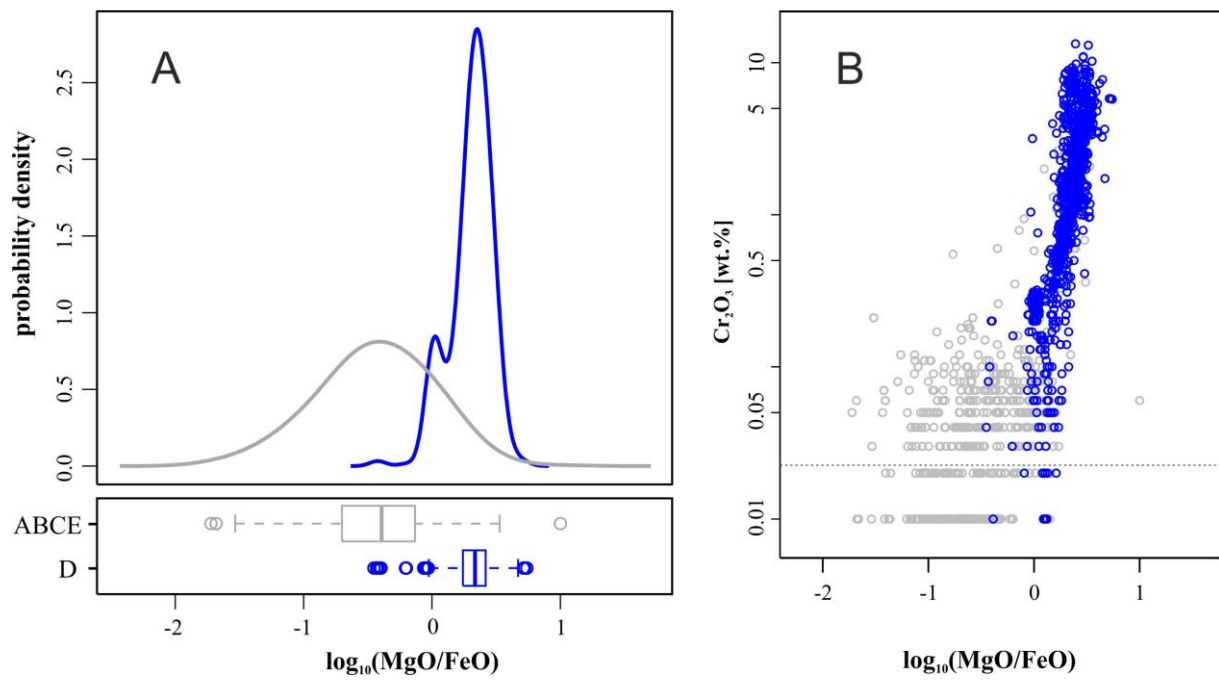 A
probability density
0.0 0.5 1.0 1.5 2.0 2.5
ABCE
D
-2 -1 0 1
log₁₀(MgO/FeO)
B
Cr₂O₃ [wt.%]
10
5
0.5
0.05
0.01
-2 -1 0 1
log₁₀(MgO/FeO)